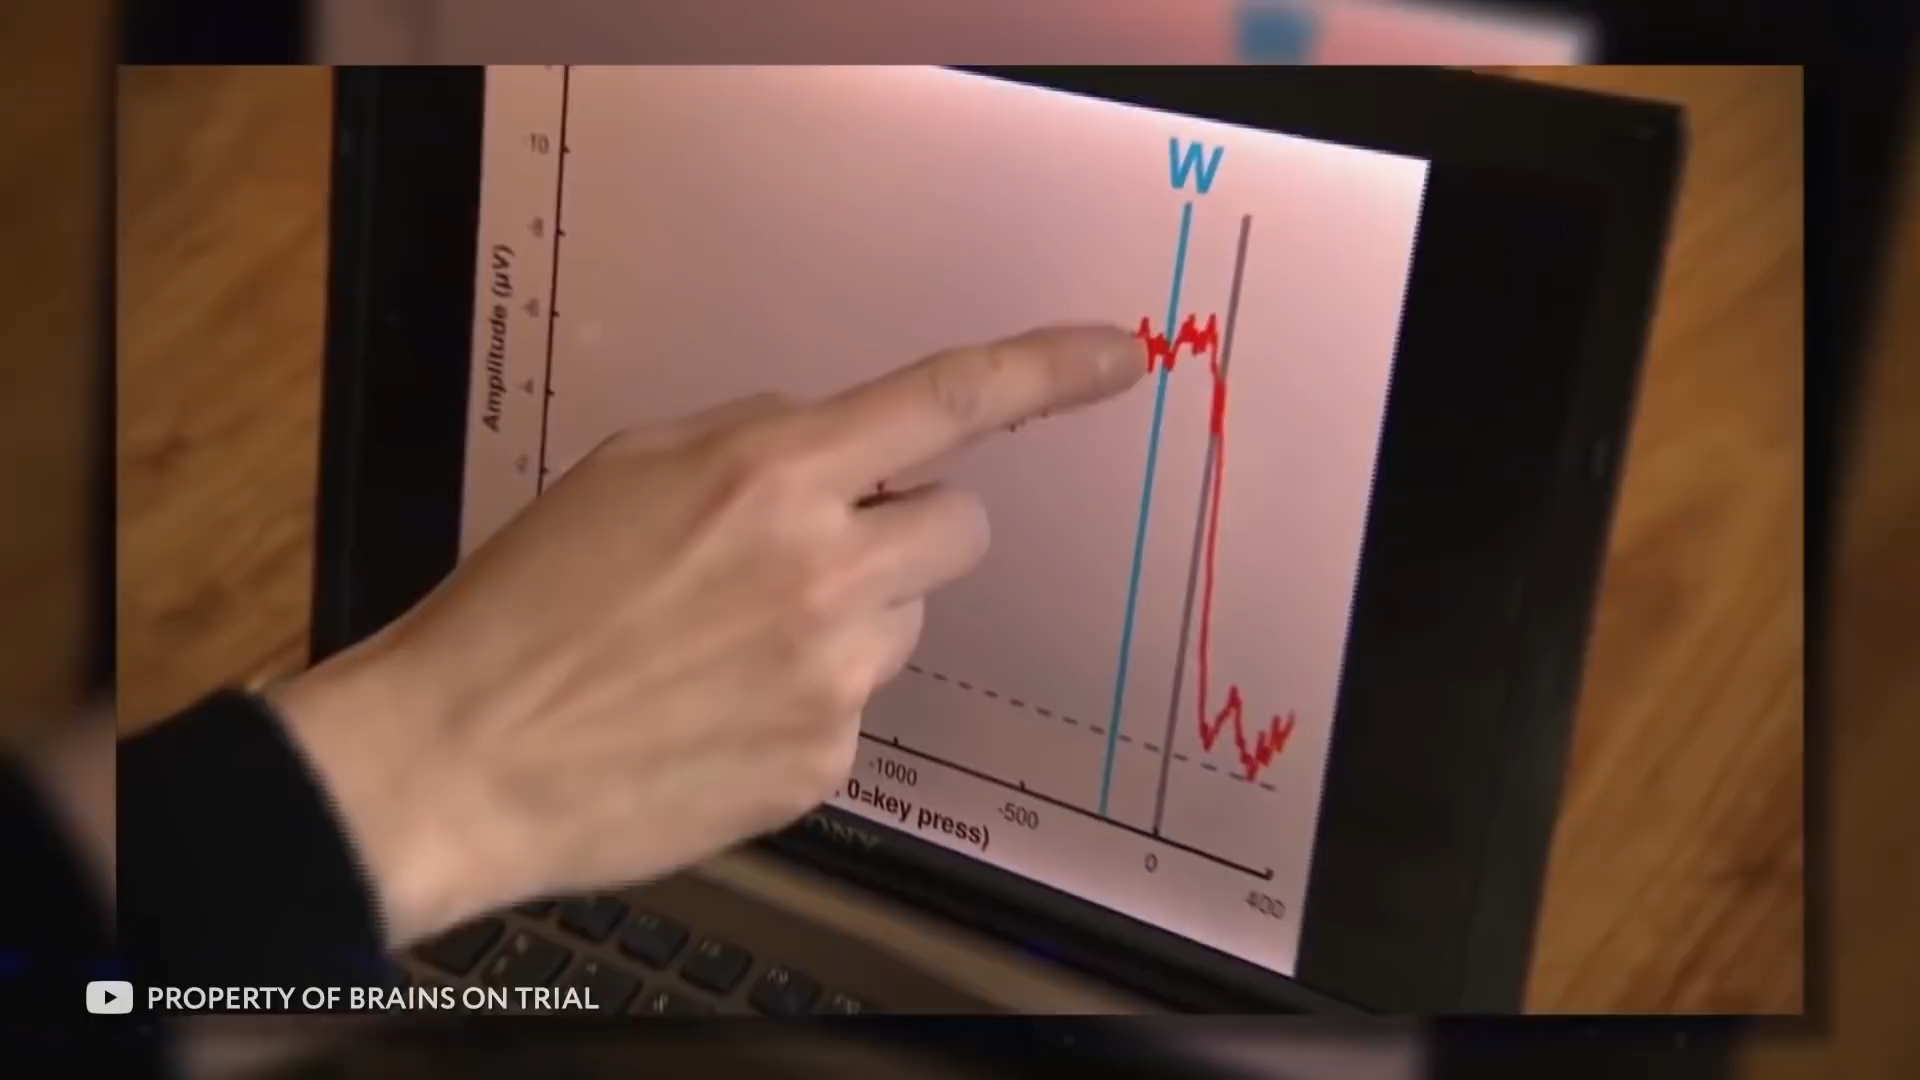 W
-10
-8
-6
-4
-2
Amplitude (µV)
-1000
-500
0
400
, 0=key press)
PROPERTY OF BRAINS ON TRIAL